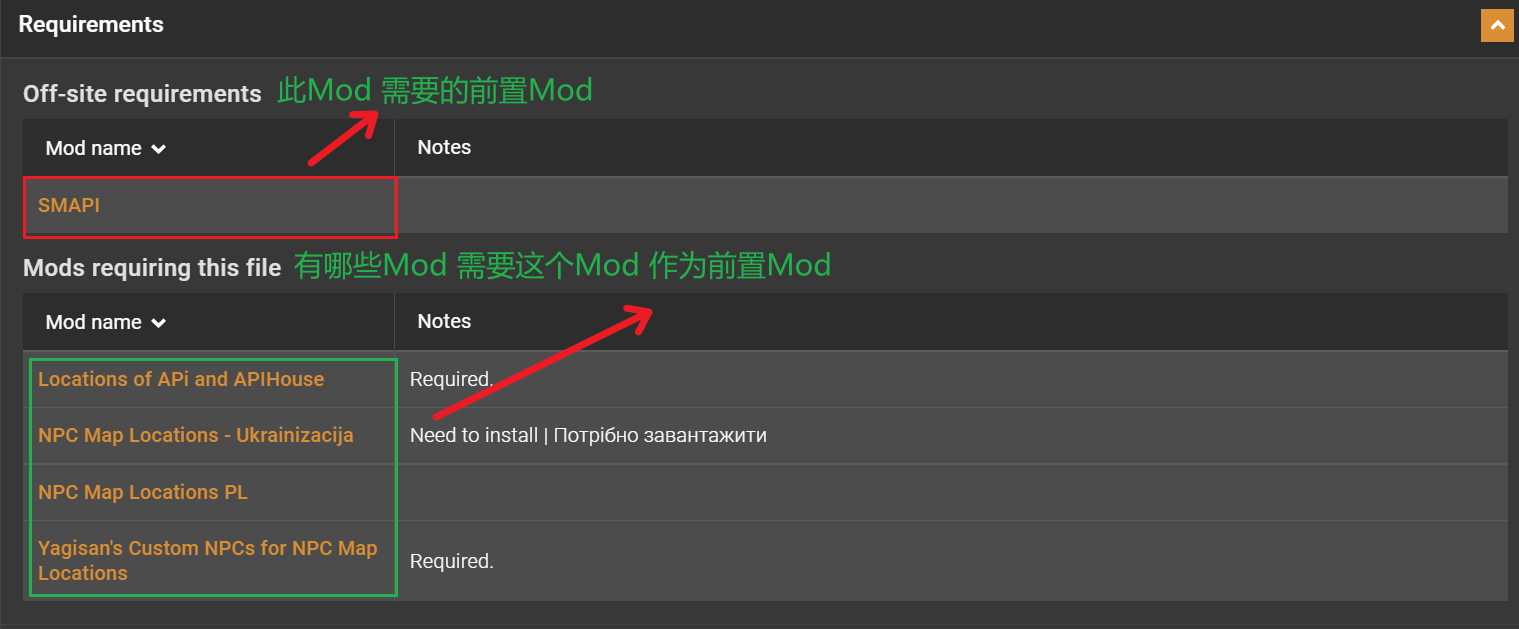 Requirements
Off-site requirements 此Mod 需要的前置Mod
Mod name Notes
SMAPI
Mods requiring this file 有哪些Mod 需要这个Mod 作为前置Mod
Mod name Notes
Locations of APi and APIHouse Required.
NPC Map Locations - Ukrainizacija Need to install | Потрібно завантажити
NPC Map Locations PL
Yagisan's Custom NPCs for NPC Map
Locations
Required.